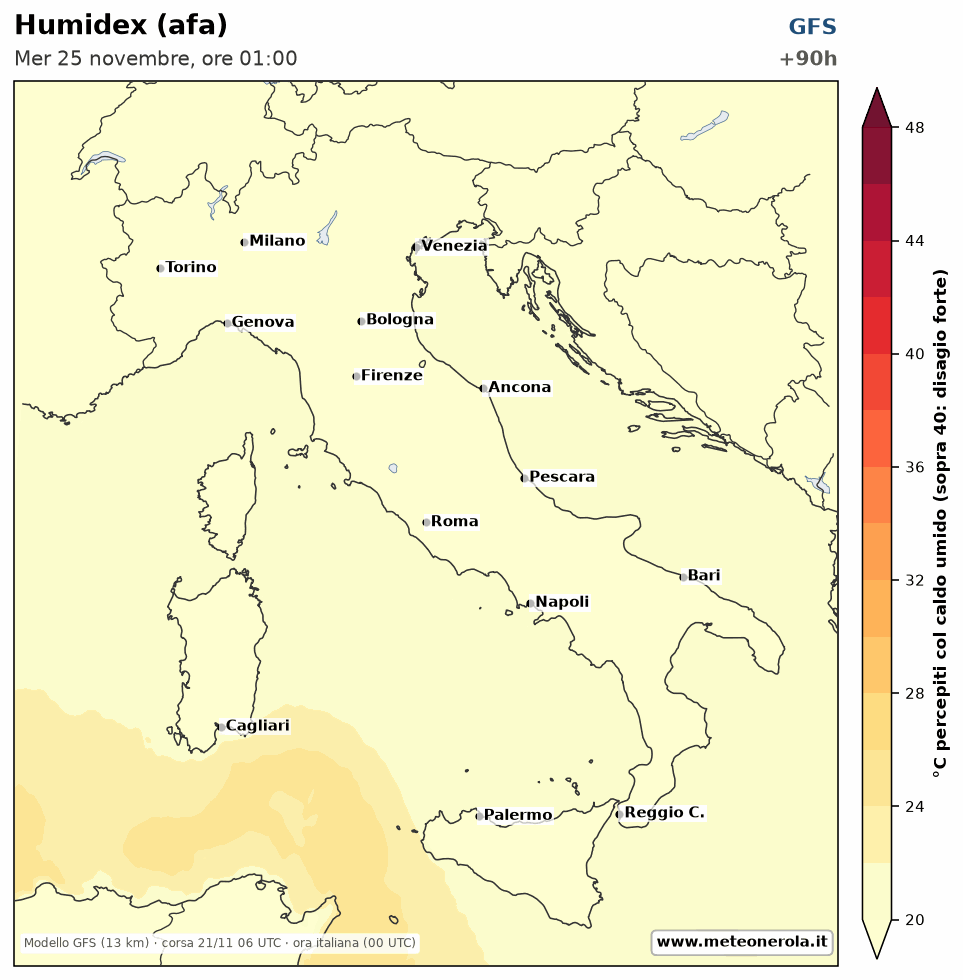 Humidex (afa)
GFS
Mer 25 novembre, ore 01:00
+90h
48
44
40
36
32
28
24
20
°C percepiti col caldo umido (sopra 40: disagio forte)
Milano
Venezia
Torino
Genova
Bologna
Firenze
Ancona
Pescara
Roma
Bari
Napoli
Cagliari
Palermo
Reggio C.
Modello GFS (13 km) · corsa 21/11 06 UTC · ora italiana (00 UTC)
www.meteonerola.it